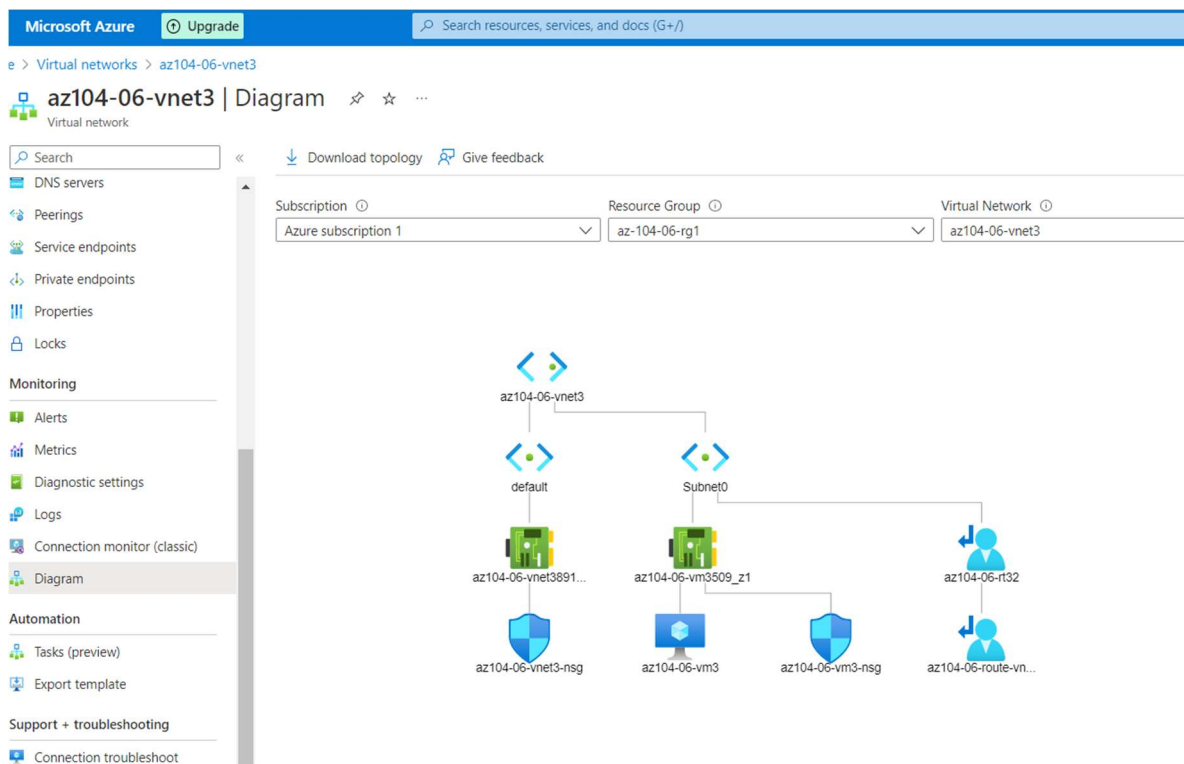 Microsoft Azure Upgrade Search resources, services, and docs (G+/)
e > Virtual networks > az104-06-vnet3
az104-06-vnet3 | Diagram ...
Virtual network
Search «
Download topology Give feedback
DNS servers
Peerings
Service endpoints
Private endpoints
Properties
Locks
Monitoring
Alerts
Metrics
Diagnostic settings
Logs
Connection monitor (classic)
Diagram
Automation
Tasks (preview)
Export template
Support + troubleshooting
Connection troubleshoot
Subscription Resource Group Virtual Network
Azure subscription 1 az-104-06-rg1 az104-06-vnet3
az104-06-vnet3
default Subnet0
az104-06-vnet3891... az104-06-vm3509_z1 az104-06-rt32
az104-06-vnet3-nsg az104-06-vm3 az104-06-vm3-nsg az104-06-route-vn...